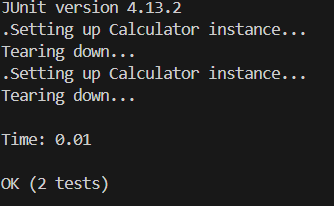 JUnit version 4.13.2
.Setting up Calculator instance...
Tearing down...
.Setting up Calculator instance...
Tearing down...
Time: 0.01
OK (2 tests)